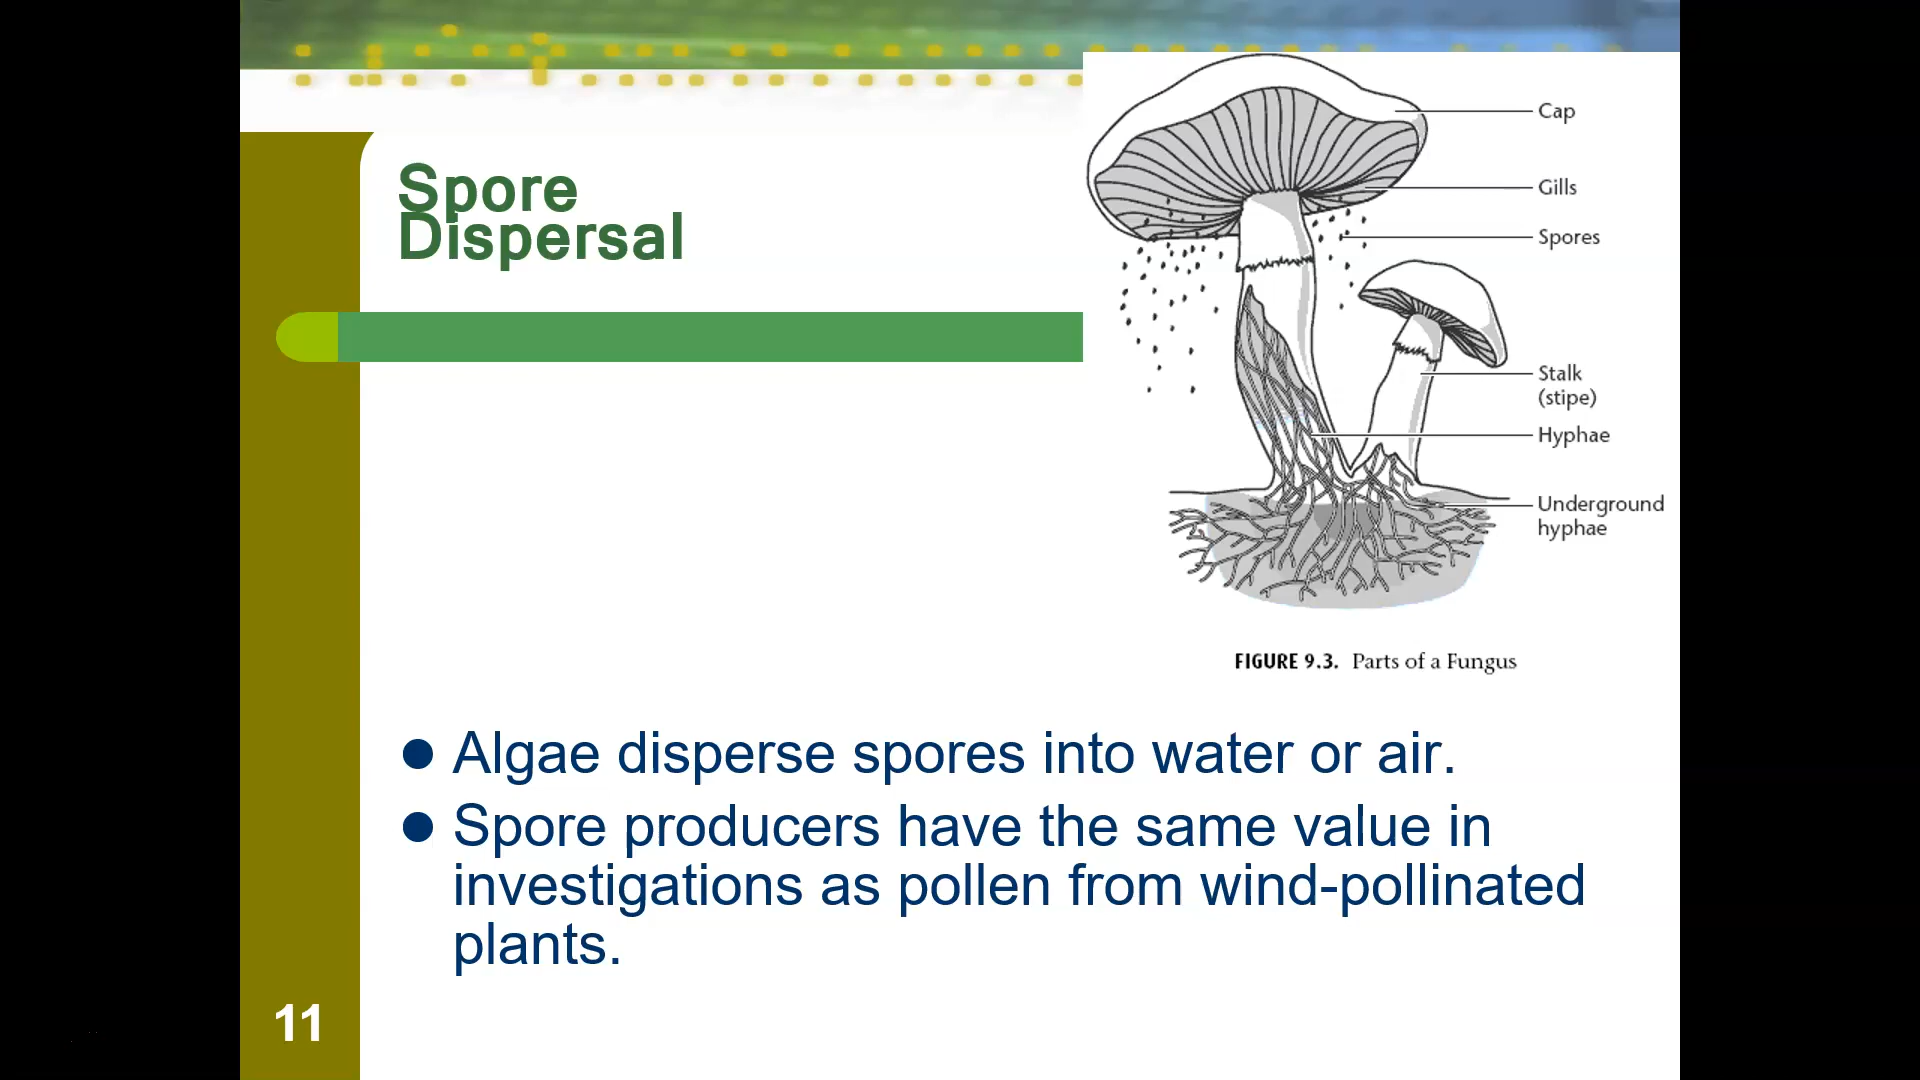 Spore
Dispersal
Cap
Gills
Spores
Stalk
(stipe)
Hyphae
Underground
hyphae
FIGURE 9.3. Parts of a Fungus
Algae disperse spores into water or air.
Spore producers have the same value in
investigations as pollen from wind-pollinated
plants.
11